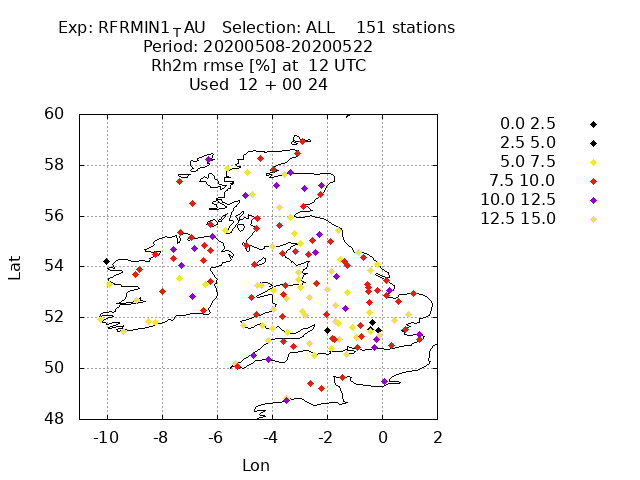 Exp: RFRMIN1TAU Selection: ALL 151 stations
Period: 20200508-20200522
Rh2m rmse [%] at 12 UTC
Used 12 + 00 24
60
58
56
54
52
50
48
-10 -8 -6 -4 -2 0 2
Lat
Lon
0.0 2.5
2.5 5.0
5.0 7.5
7.5 10.0
10.0 12.5
12.5 15.0